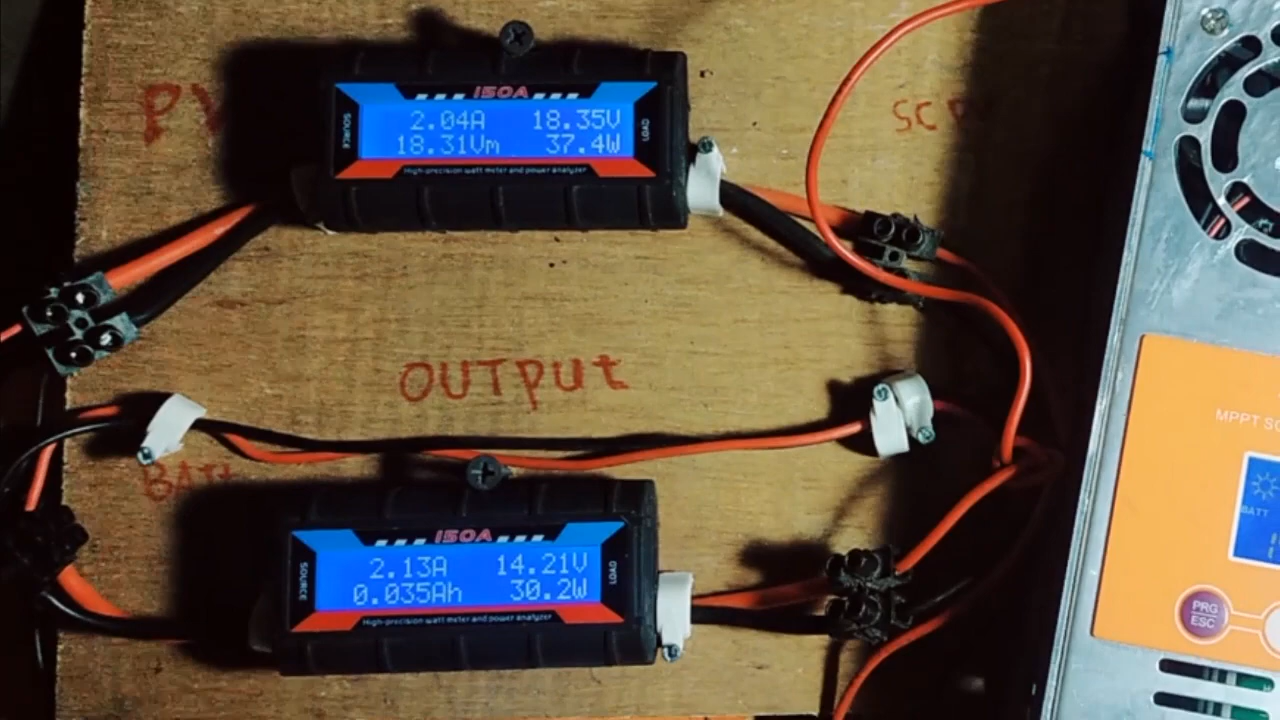 PV
150A
SOURCE
2.04A 18.35V
18.31Vm 37.4W
LOAD
High-precision watt meter and power analyzer
OUTPUt
BATT
150A
SOURCE
2.13A 14.21V
0.035Ah 30.2W
LOAD
High-precision watt meter and power analyzer
MPPT
BATT
PRG
ESC